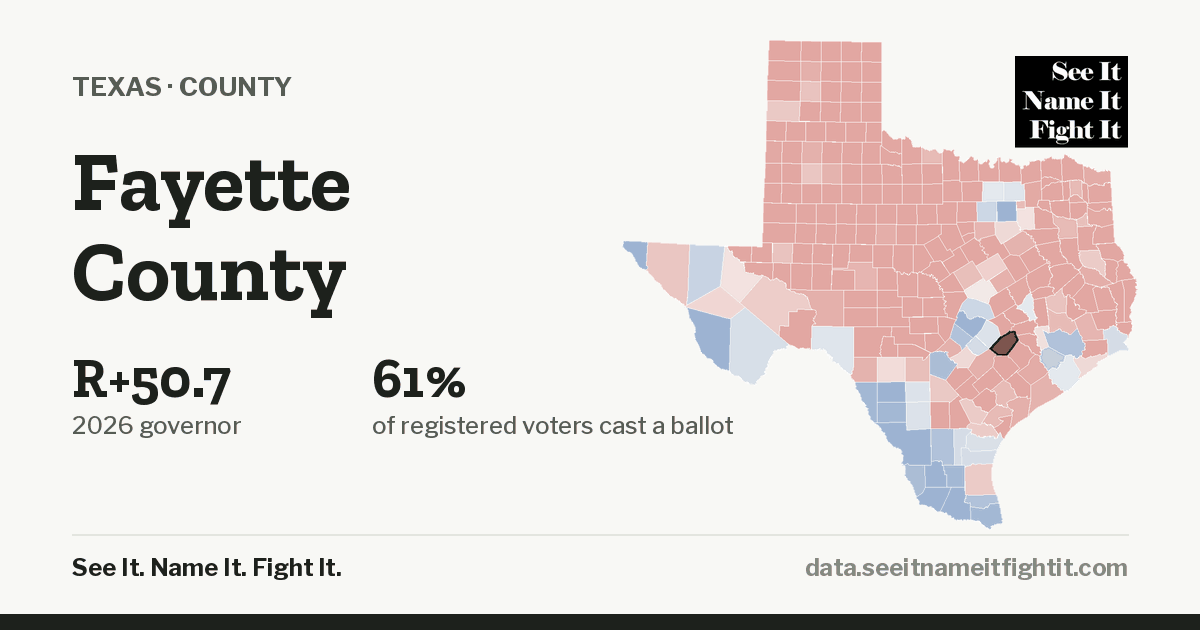 TEXAS · COUNTY
Fayette
County
R+50.7
2026 governor
61%
of registered voters cast a ballot
See It
Name It
Fight It
See It. Name It. Fight It.
data.seeitnameitfightit.com